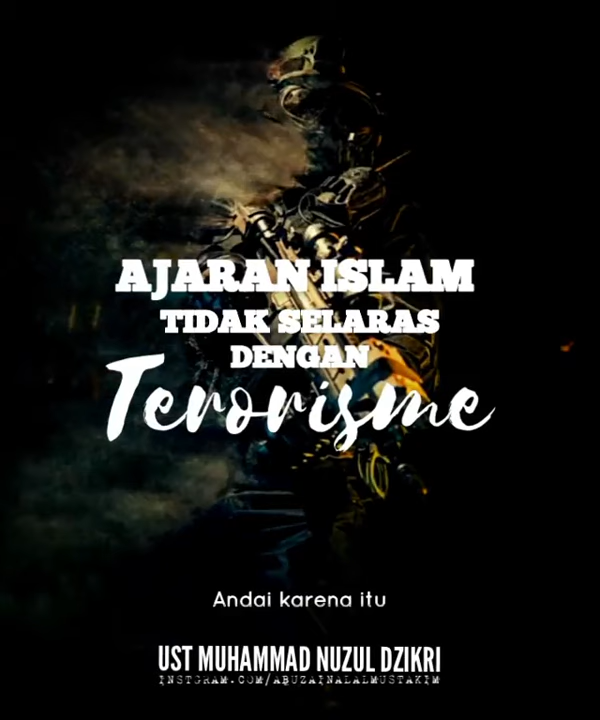 AJARAN ISLAM
TIDAK SELARAS
DENGAN
Terorisme
Andai karena itu
UST MUHAMMAD NUZUL DZIKRI
INSTGRAM.COM/ABUZAINALALMUSTAKIM